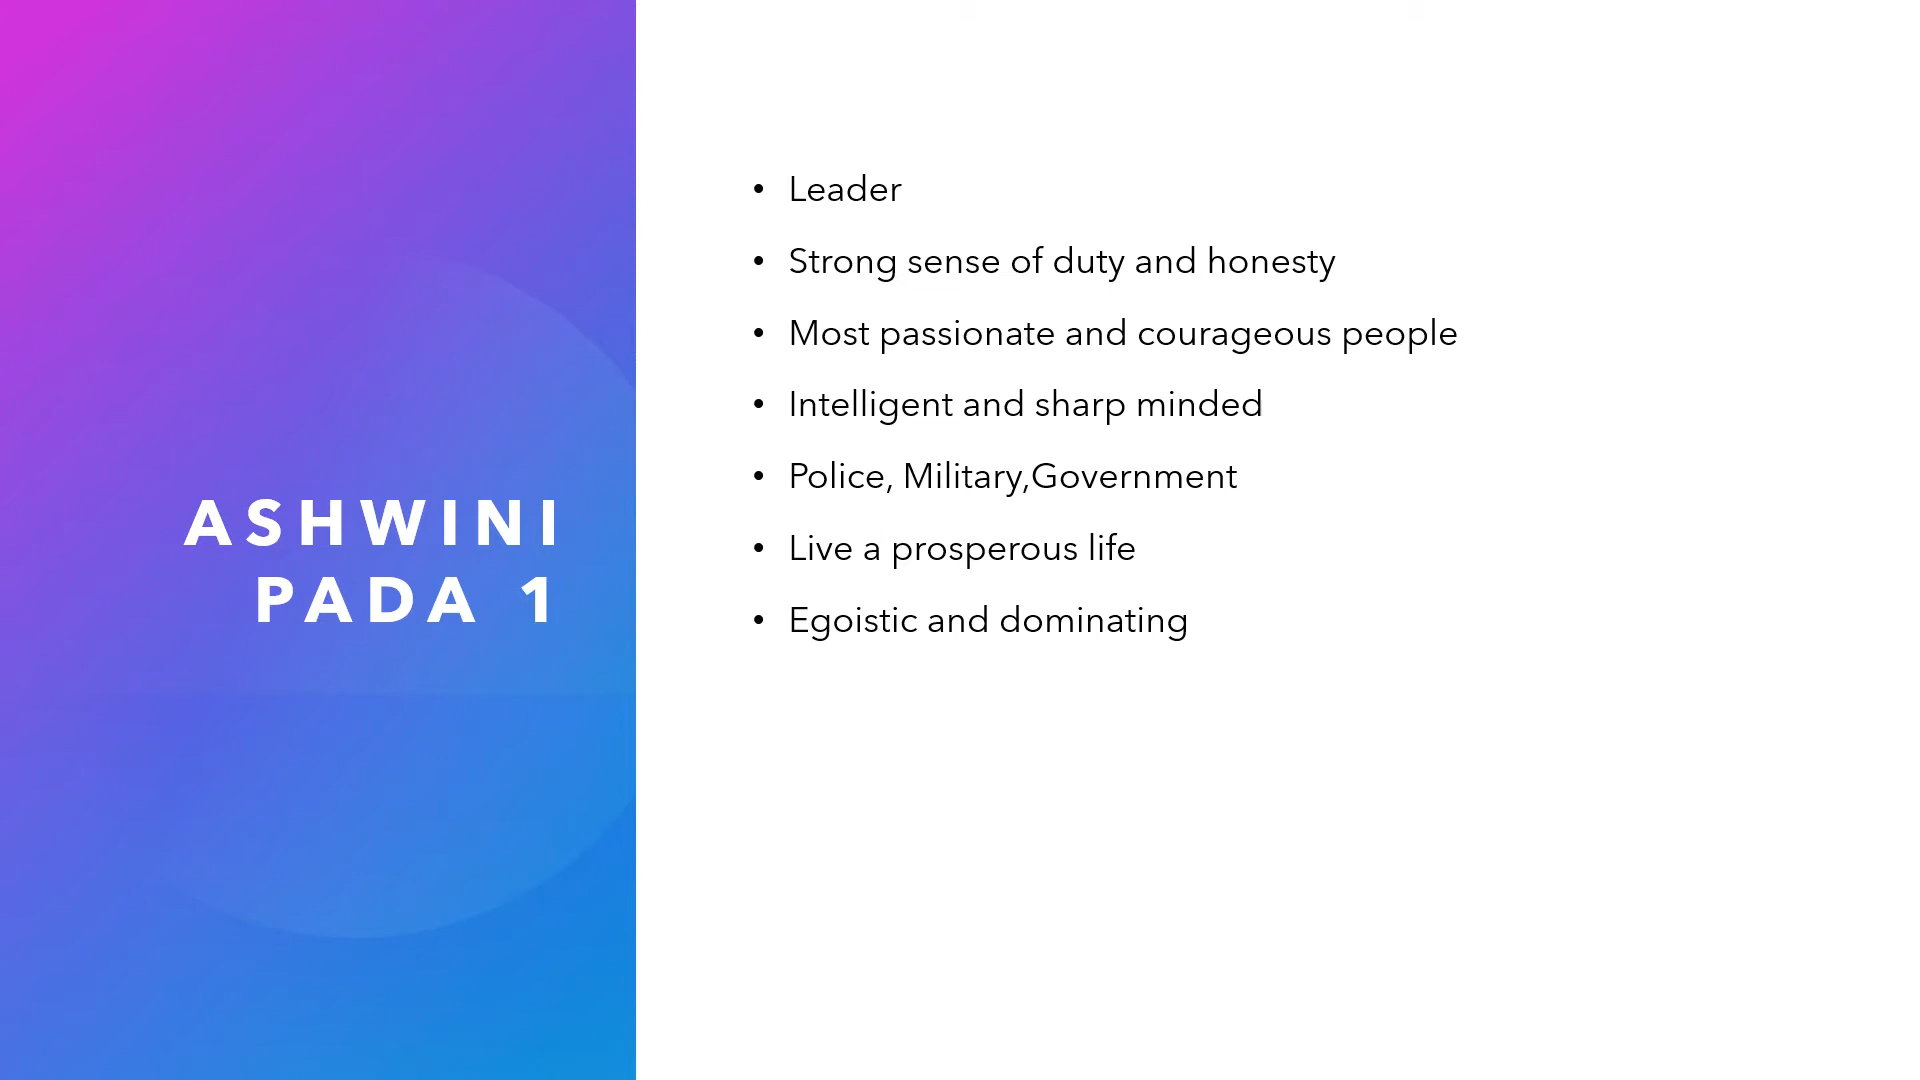 ASHWINI
PADA 1
• Leader
• Strong sense of duty and honesty
• Most passionate and courageous people
• Intelligent and sharp minded
• Police, Military,Government
• Live a prosperous life
• Egoistic and dominating